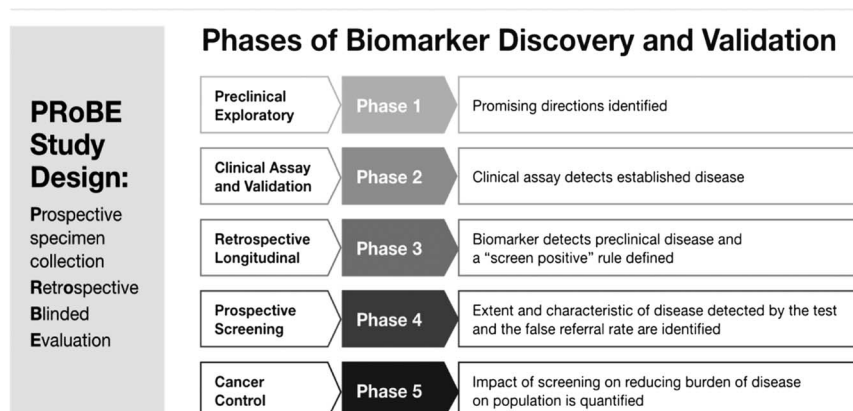 Phases of Biomarker Discovery and Validation
PRoBE
Study
Design:
Prospective
specimen
collection
Retrospective
Blinded
Evaluation
Preclinical
Exploratory
Phase 1
Promising directions identified
Clinical Assay
and Validation
Phase 2
Clinical assay detects established disease
Retrospective
Longitudinal
Phase 3
Biomarker detects preclinical disease and
a “screen positive” rule defined
Prospective
Screening
Phase 4
Extent and characteristic of disease detected by the test
and the false referral rate are identified
Cancer
Control
Phase 5
Impact of screening on reducing burden of disease
on population is quantified